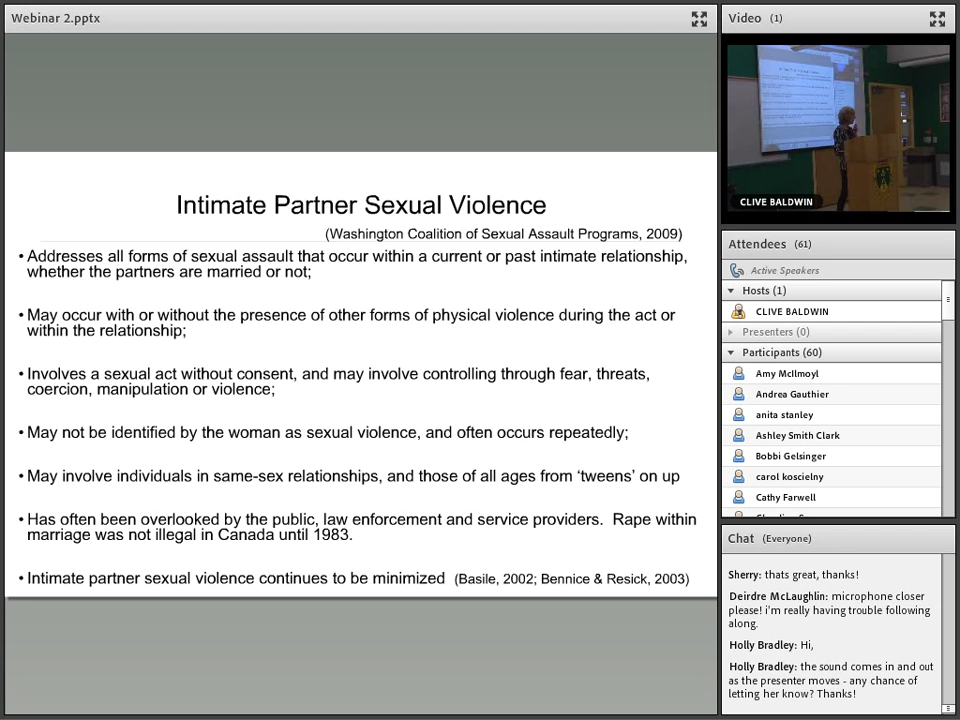 Webinar 2.pptx
Intimate Partner Sexual Violence
(Washington Coalition of Sexual Assault Programs, 2009)
• Addresses all forms of sexual assault that occur within a current or past intimate relationship,
whether the partners are married or not;
• May occur with or without the presence of other forms of physical violence during the act or
within the relationship;
• Involves a sexual act without consent, and may involve controlling through fear, threats,
coercion, manipulation or violence;
• May not be identified by the woman as sexual violence, and often occurs repeatedly;
• May involve individuals in same-sex relationships, and those of all ages from ‘tweens’ on up
• Has often been overlooked by the public, law enforcement and service providers.  Rape within
marriage was not illegal in Canada until 1983.
• Intimate partner sexual violence continues to be minimized  (Basile, 2002; Bennice & Resick, 2003)
Video (1)
CLIVE BALDWIN
Attendees (61)
Active Speakers
Hosts (1)
CLIVE BALDWIN
Presenters (0)
Participants (60)
Amy McIlmoyl
Andrea Gauthier
anita stanley
Ashley Smith Clark
Bobbi Gelsinger
carol koscielny
Cathy Farwell
Chat (Everyone)
Sherry: thats great, thanks!
Deirdre McLaughlin: microphone closer
please! i'm really having trouble following
along.
Holly Bradley: Hi,
Holly Bradley: the sound comes in and out
as the presenter moves - any chance of
letting her know? Thanks!